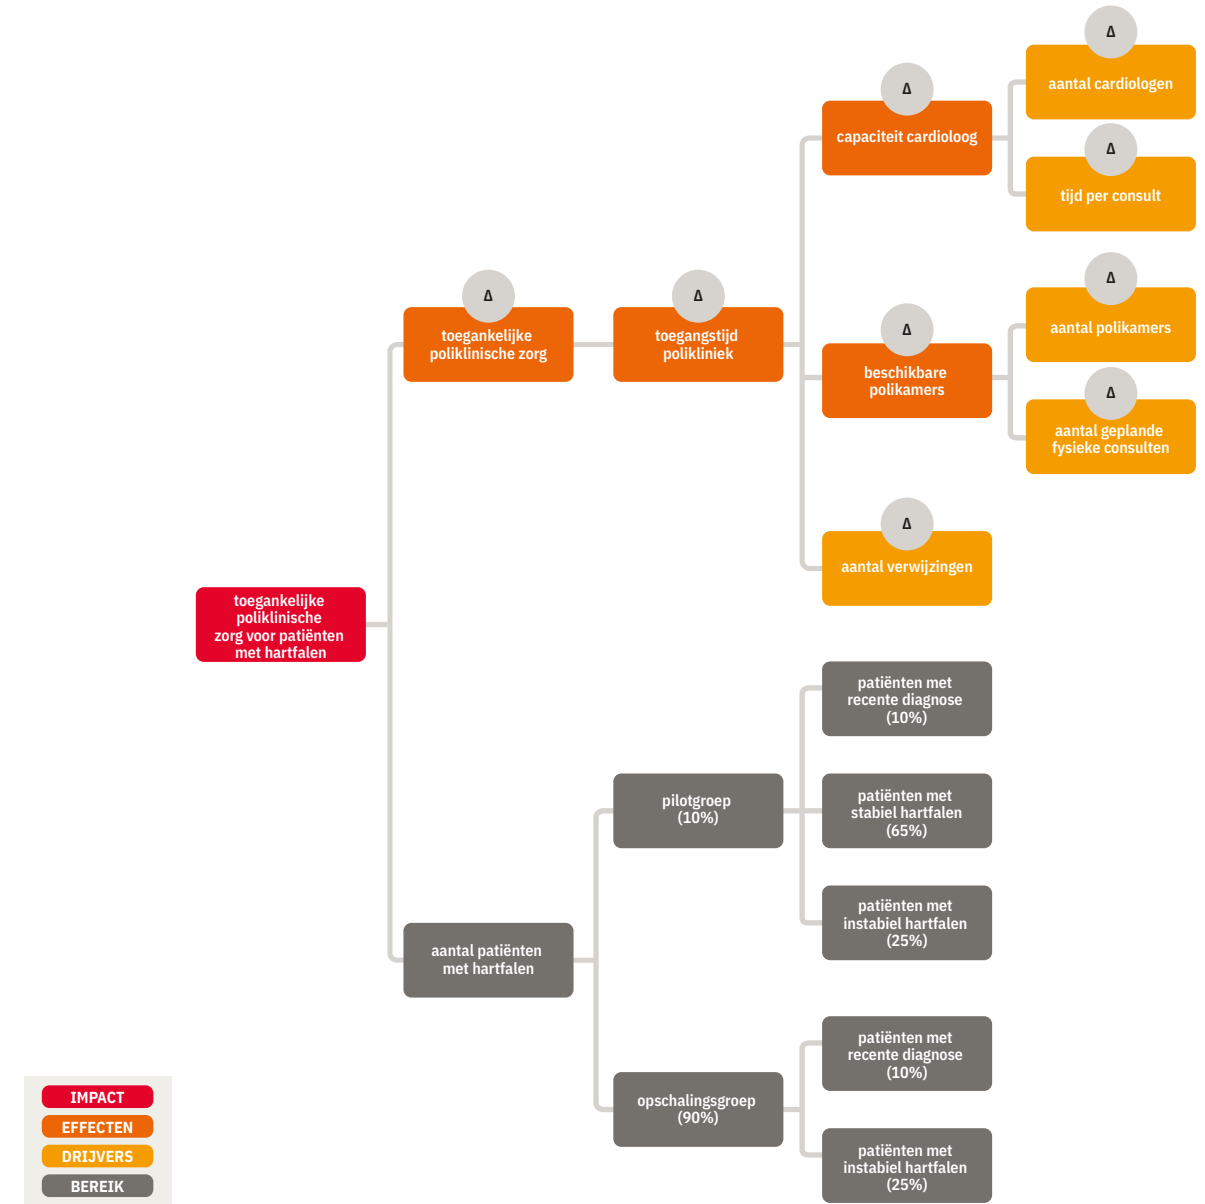 Δ
aantal cardiologen
Δ
capaciteit cardioloog
Δ
tijd per consult
Δ
toegankelijke
poliklinische zorg
Δ
toegangstijd
polikliniek
Δ
aantal polikamers
Δ
beschikbare
polikamers
Δ
aantal geplande
fysieke consulten
Δ
aantal verwijzingen
toegankelijke
poliklinische
zorg voor patiënten
met hartfalen
patiënten met
recente diagnose
(10%)
pilotgroep
(10%)
patiënten met
stabiel hartfalen
(65%)
patiënten met
instabiel hartfalen
(25%)
aantal patiënten
met hartfalen
patiënten met
recente diagnose
(10%)
opschalingsgroep
(90%)
patiënten met
instabiel hartfalen
(25%)
IMPACT
EFFECTEN
DRIJVERS
BEREIK